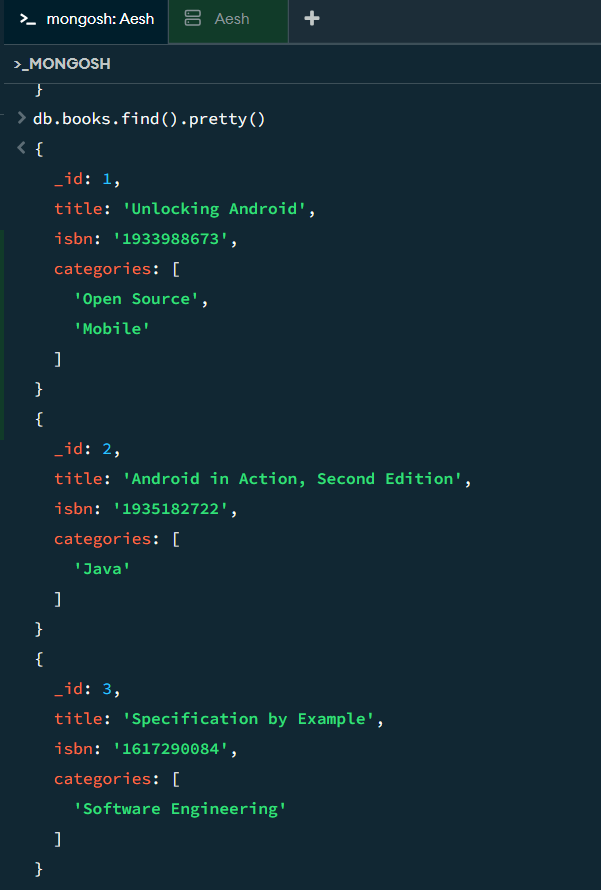 mongosh: Aesh
Aesh
>_MONGOSH
}
db.books.find().pretty()
{
_id: 1,
title: 'Unlocking Android',
isbn: '1933988673',
categories: [
'Open Source',
'Mobile'
]
}
{
_id: 2,
title: 'Android in Action, Second Edition',
isbn: '1935182722',
categories: [
'Java'
]
}
{
_id: 3,
title: 'Specification by Example',
isbn: '1617290084',
categories: [
'Software Engineering'
]
}